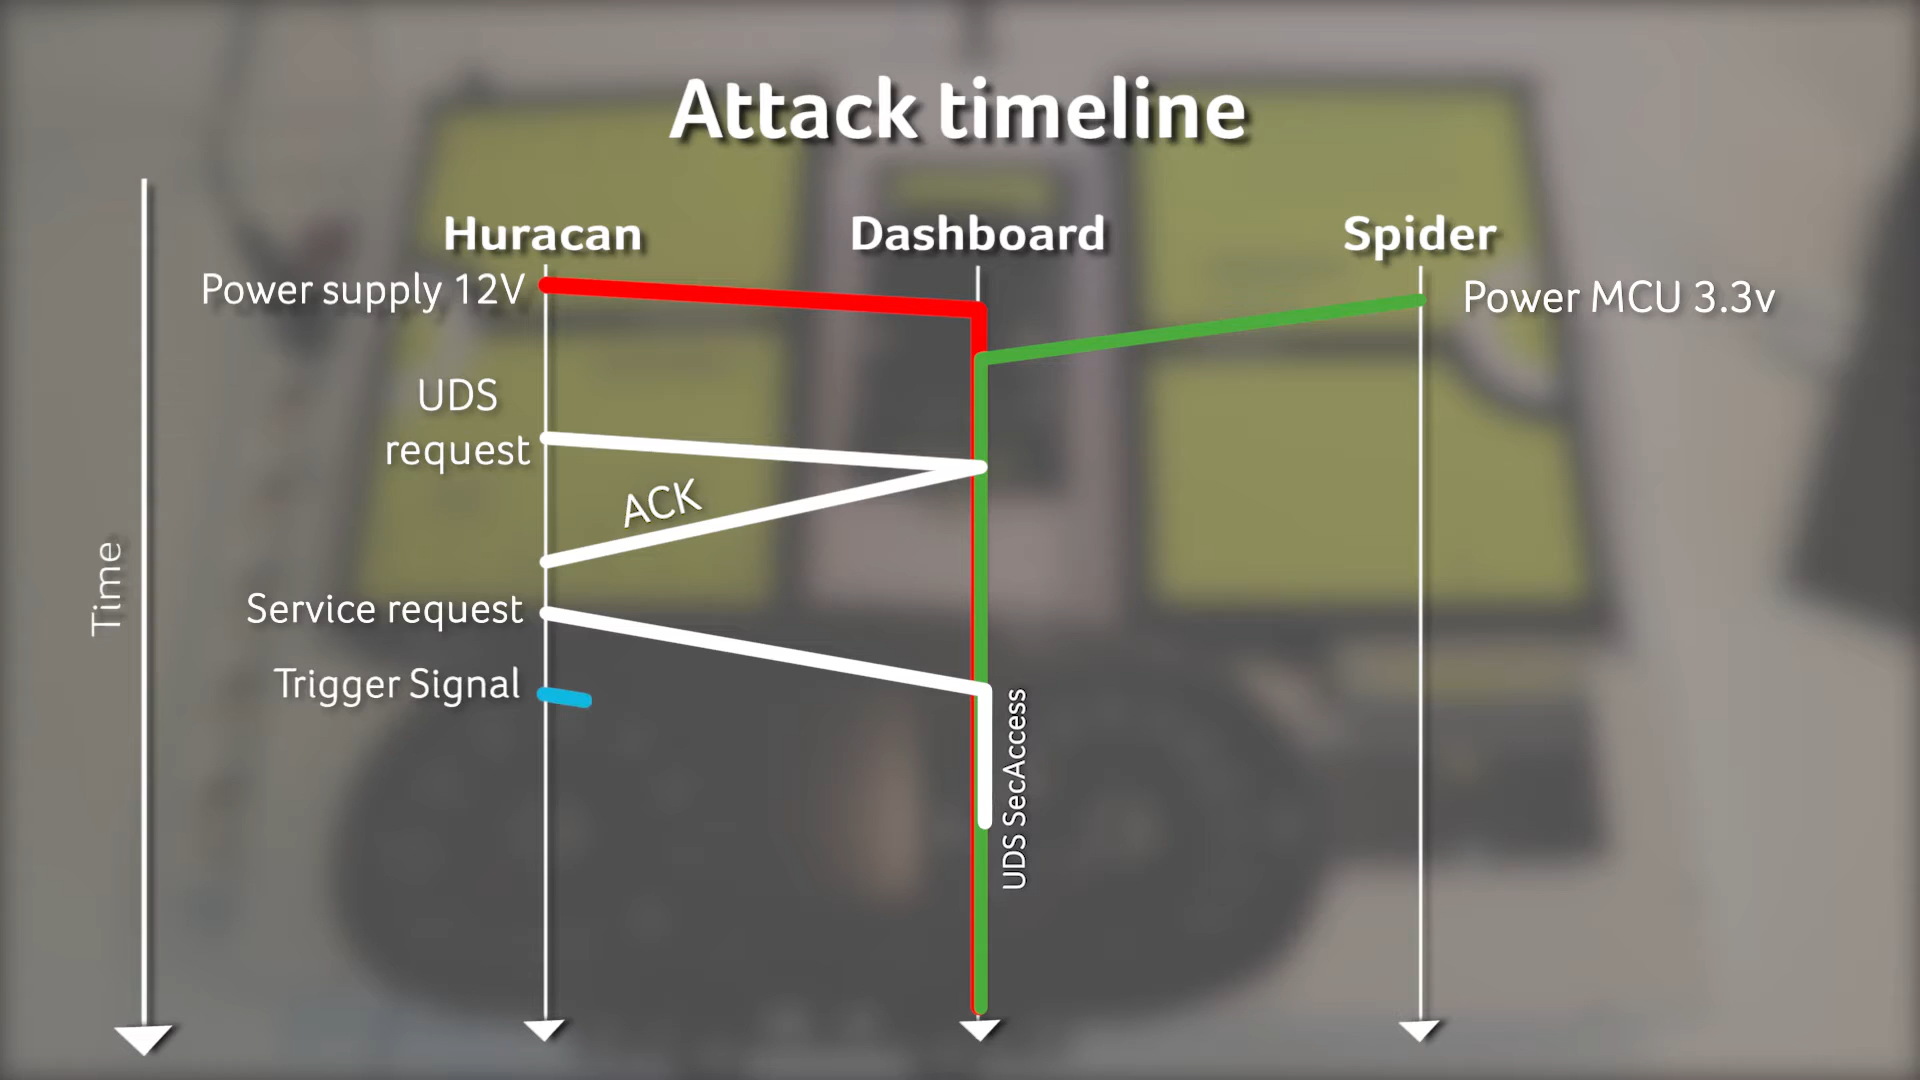 Attack timeline
Huracan
Dashboard
Spider
Power supply 12V
Power MCU 3.3v
UDS
request
ACK
Time
Service request
Trigger Signal
UDS SecAccess